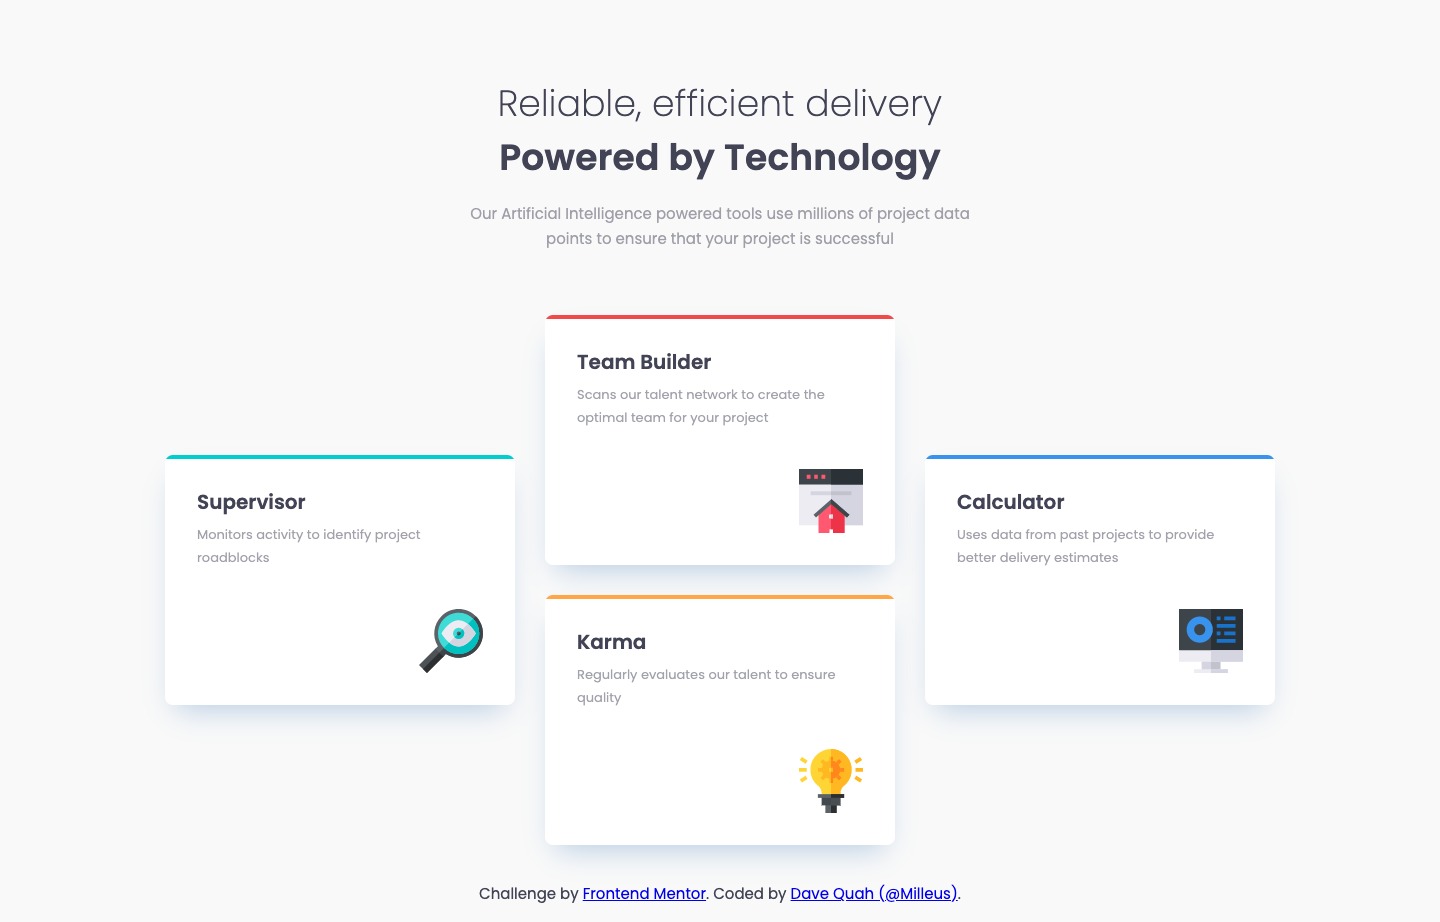 Reliable, efficient delivery
Powered by Technology
Our Artificial Intelligence powered tools use millions of project data
points to ensure that your project is successful
Supervisor
Monitors activity to identify project
roadblocks
Team Builder
Scans our talent network to create the
optimal team for your project
Karma
Regularly evaluates our talent to ensure
quality
Calculator
Uses data from past projects to provide
better delivery estimates
Challenge by Frontend Mentor. Coded by Dave Quah (@Milleus).